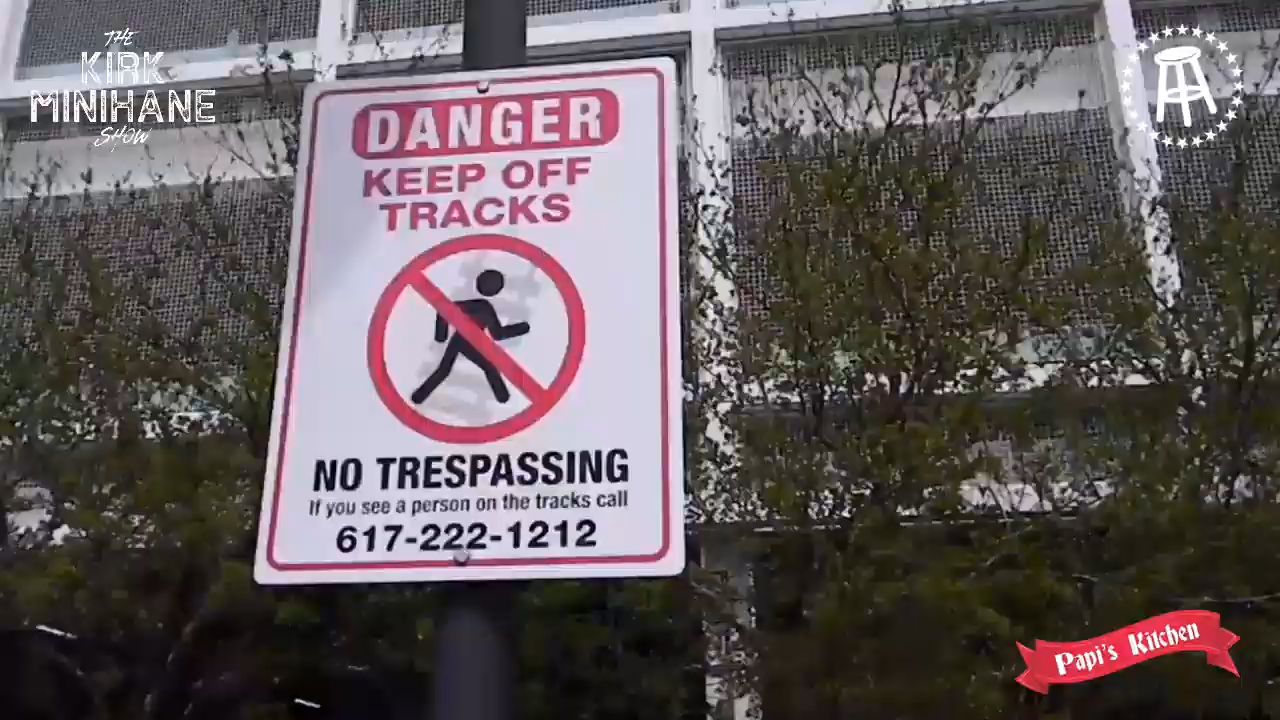 THE
KIRK
MINIHANE
SHOW
DANGER
KEEP OFF
TRACKS
NO TRESPASSING
If you see a person on the tracks call
617-222-1212
Papi's Kitchen